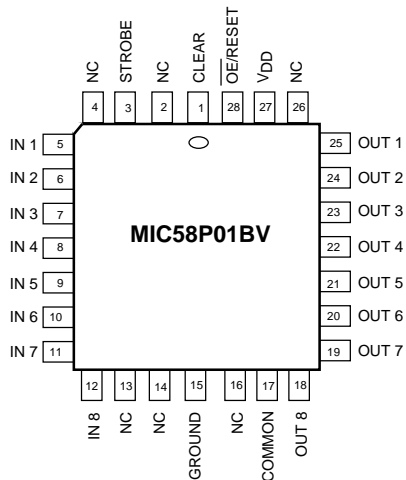 NC
STROBE
NC
CLEAR
OE/RESET
VDD
NC
4
3
2
1
28
27
26
IN 1 5
25 OUT 1
IN 2 6
24 OUT 2
IN 3 7
23 OUT 3
MIC58P01BV
IN 4 8
22 OUT 4
IN 5 9
21 OUT 5
IN 6 10
20 OUT 6
IN 7 11
19 OUT 7
12
13
14
15
16
17
18
IN 8
NC
NC
GROUND
NC
COMMON
OUT 8